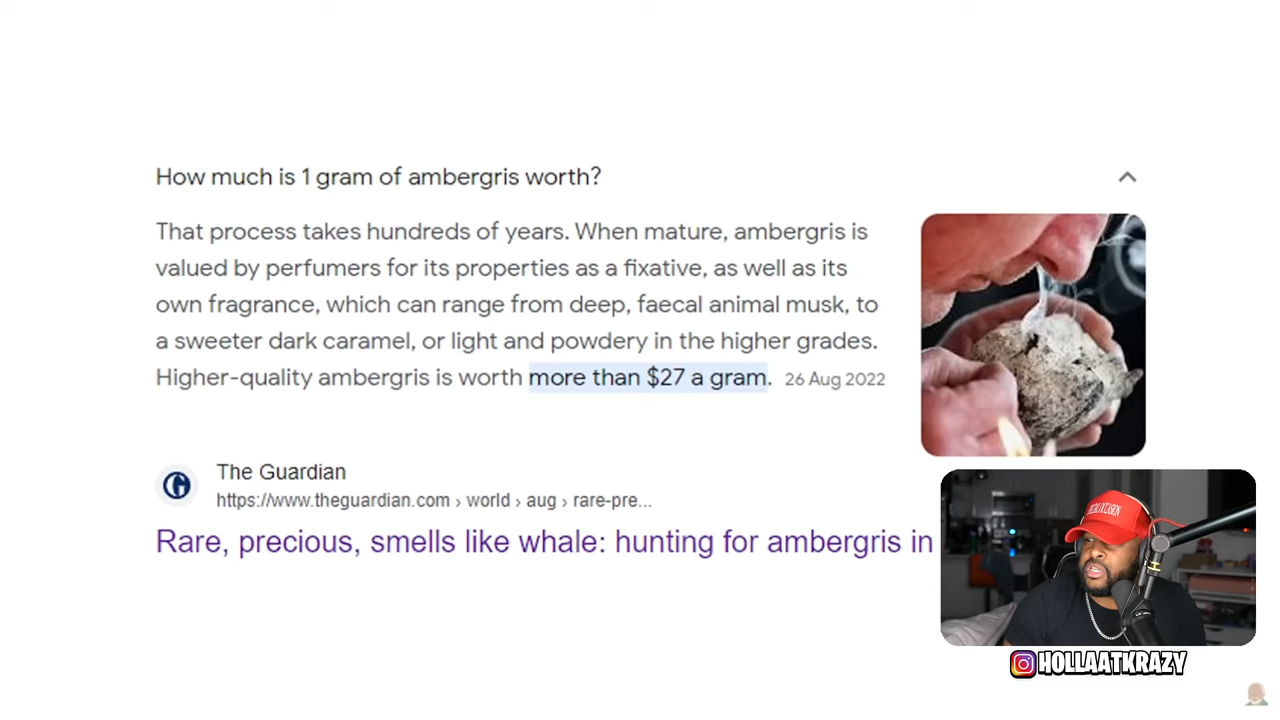 How much is 1 gram of ambergris worth?
That process takes hundreds of years. When mature, ambergris is
valued by perfumers for its properties as a fixative, as well as its
own fragrance, which can range from deep, faecal animal musk, to
a sweeter dark caramel, or light and powdery in the higher grades.
Higher-quality ambergris is worth more than $27 a gram. 26 Aug 2022
The Guardian
https://www.theguardian.com › world › aug › rare-pre...
Rare, precious, smells like whale: hunting for ambergris in
HOLLAATKRAZY